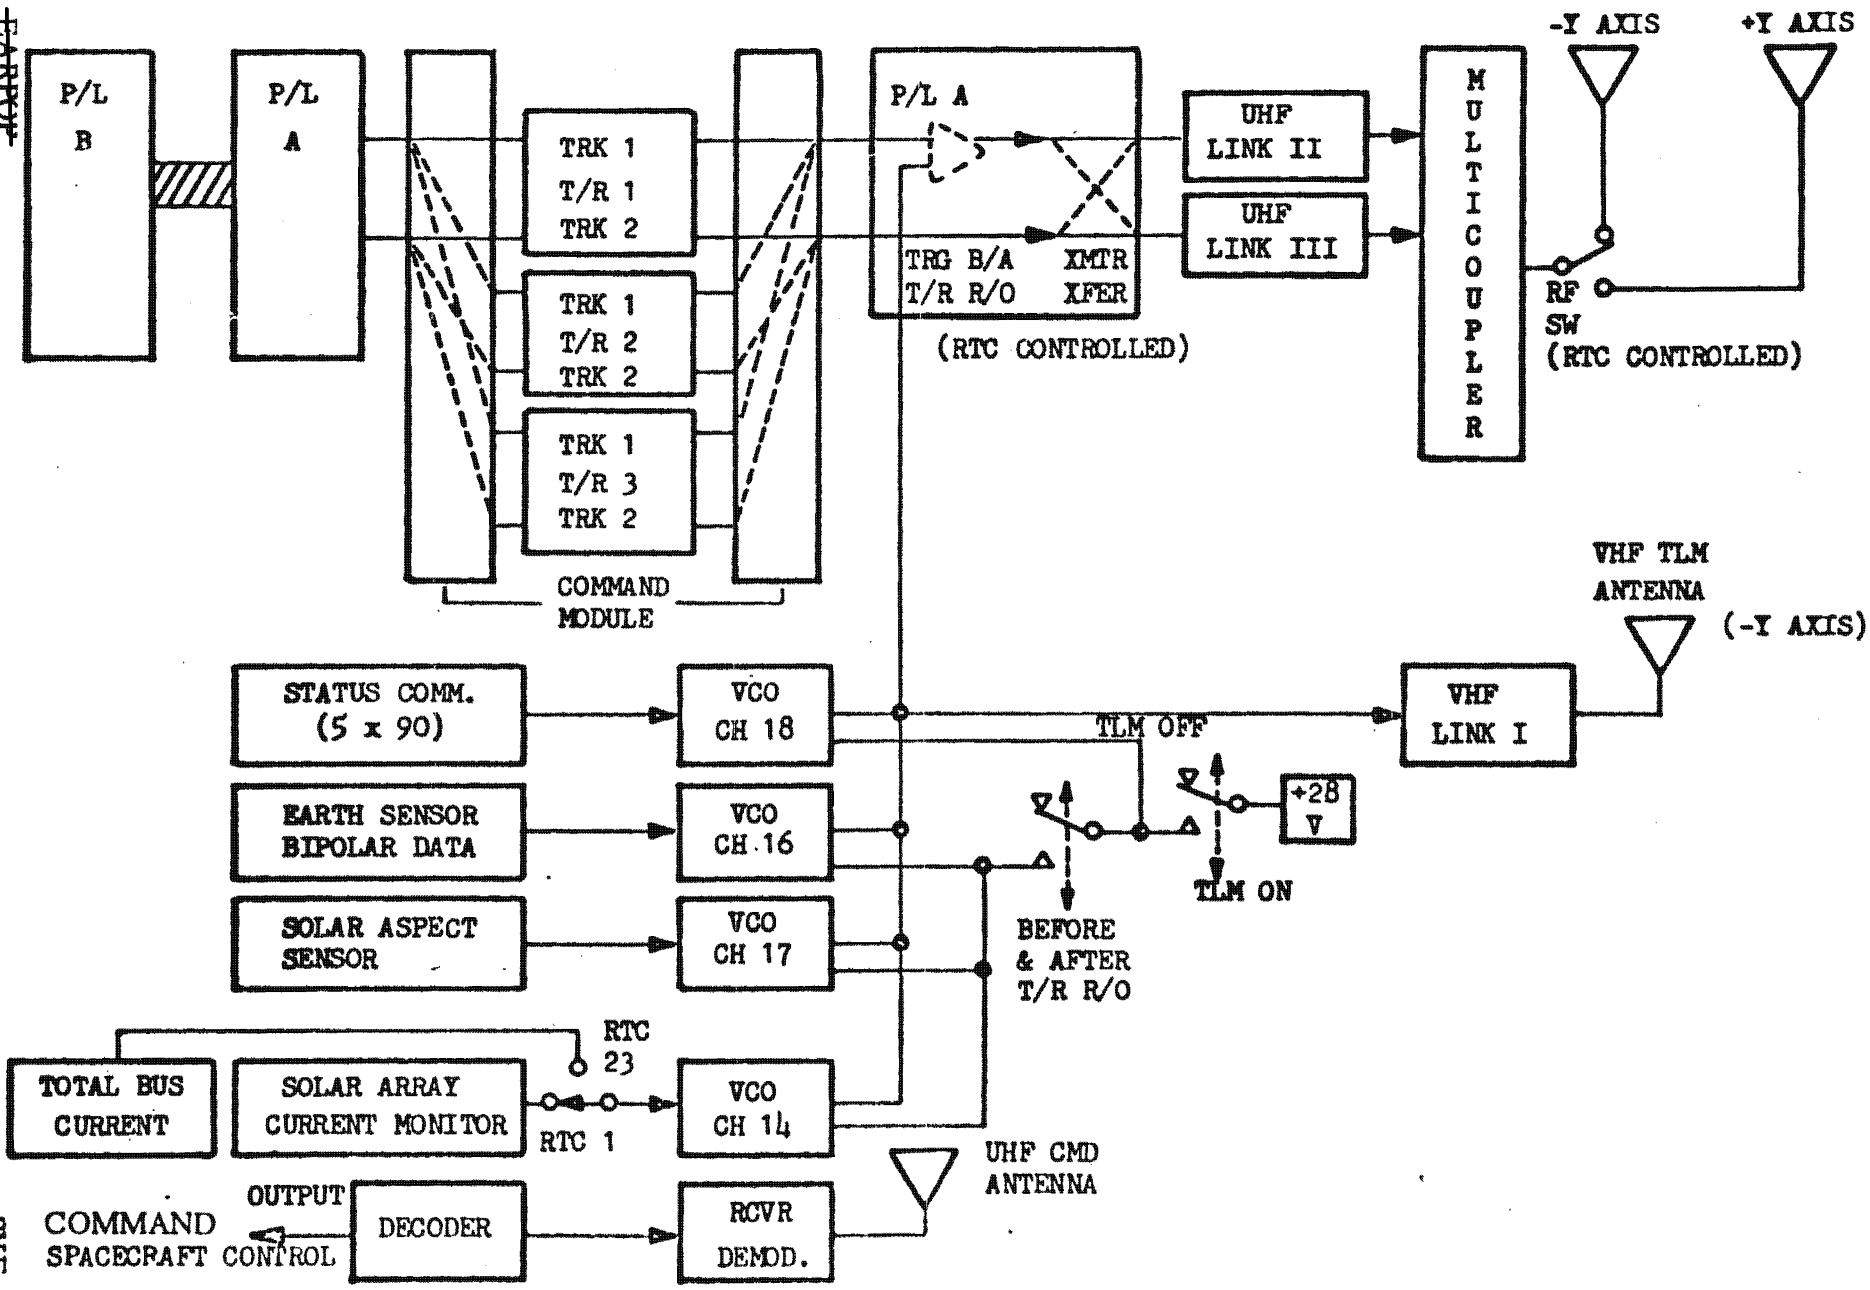 -Y AXIS
+Y AXIS
P/L
B
P/L
A
TRK 1
T/R 1
TRK 2
TRK 1
T/R 2
TRK 2
TRK 1
T/R 3
TRK 2
COMMAND
MODULE
P/L A
TRG B/A XMTR
T/R R/O XFER
(RTC CONTROLLED)
UHF
LINK II
UHF
LINK III
MULTICOUPLER
RF
SW
(RTC CONTROLLED)
VHF TLM
ANTENNA
(-Y AXIS)
STATUS COMM.
(5 x 90)
VCO
CH 18
TLM OFF
VHF
LINK I
EARTH SENSOR
BIPOLAR DATA
VCO
CH 16
+28
V
TLM ON
SOLAR ASPECT
SENSOR
VCO
CH 17
BEFORE
& AFTER
T/R R/O
TOTAL BUS
CURRENT
SOLAR ARRAY
CURRENT MONITOR
RTC
23
RTC 1
VCO
CH 14
UHF CMD
ANTENNA
OUTPUT
COMMAND
SPACECRAFT CONTROL
DECODER
RCVR
DEMOD.